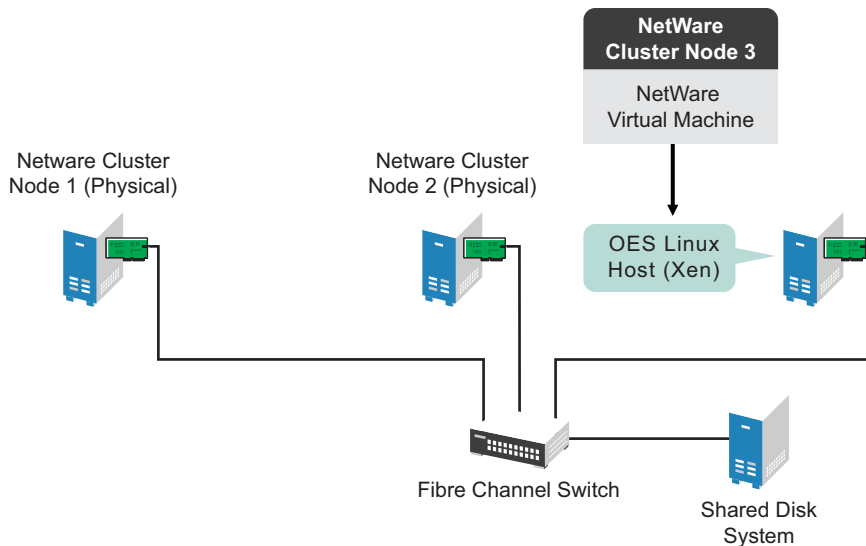 NetWare
Cluster Node 3
NetWare
Virtual Machine
Netware Cluster
Node 1 (Physical)
Netware Cluster
Node 2 (Physical)
OES Linux
Host (Xen)
Fibre Channel Switch
Shared Disk
System